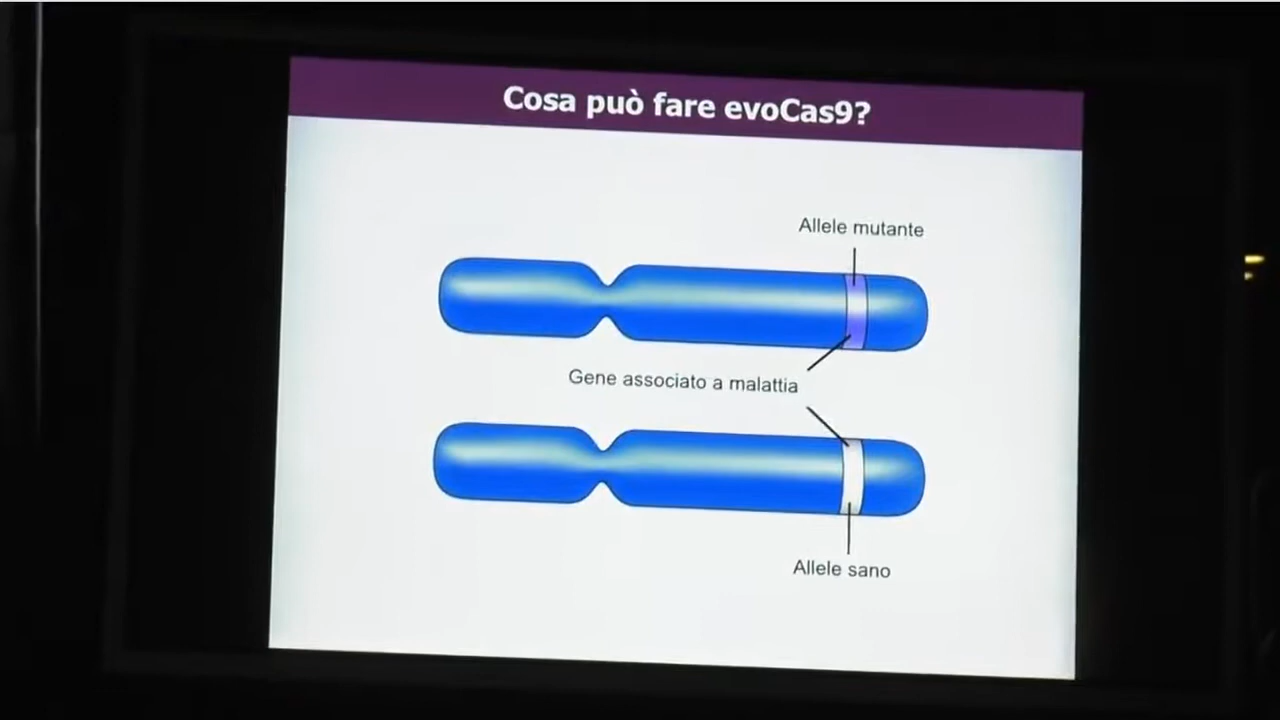 Cosa può fare evoCas9?
Allele mutante
Gene associato a malattia
Allele sano